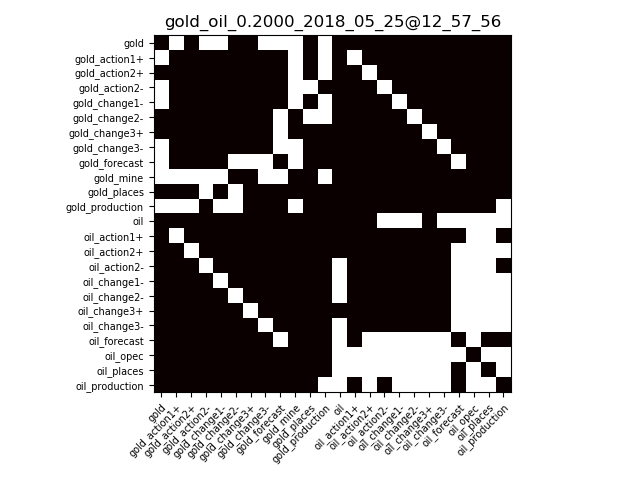 gold_oil_0.2000_2018_05_25@12_57_56
gold
gold_action1+
gold_action2+
gold_action2-
gold_change1-
gold_change2-
gold_change3+
gold_change3-
gold_forecast
gold_mine
gold_places
gold_production
oil
oil_action1+
oil_action2+
oil_action2-
oil_change1-
oil_change2-
oil_change3+
oil_change3-
oil_forecast
oil_opec
oil_places
oil_production
gold
gold_action1+
gold_action2+
gold_action2-
gold_change1-
gold_change2-
gold_change3+
gold_change3-
gold_forecast
gold_mine
gold_places
gold_production
oil
oil_action1+
oil_action2+
oil_action2-
oil_change1-
oil_change2-
oil_change3+
oil_change3-
oil_forecast
oil_opec
oil_places
oil_production